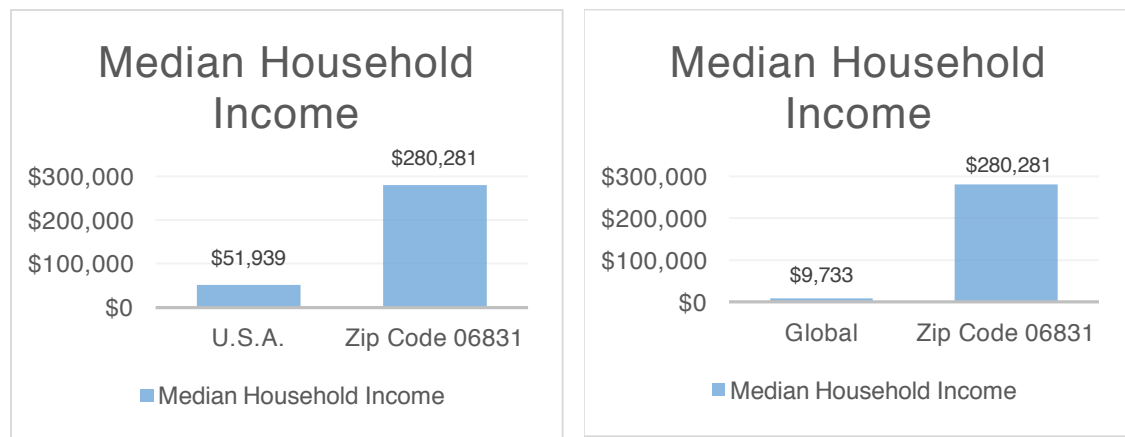 Median Household
Income
$280,281
$300,000
$200,000
$51,939
$100,000
$0
U.S.A.
Zip Code 06831
Median Household Income
Median Household
Income
$280,281
$300,000
$200,000
$9,733
$100,000
$0
Global
Zip Code 06831
Median Household Income